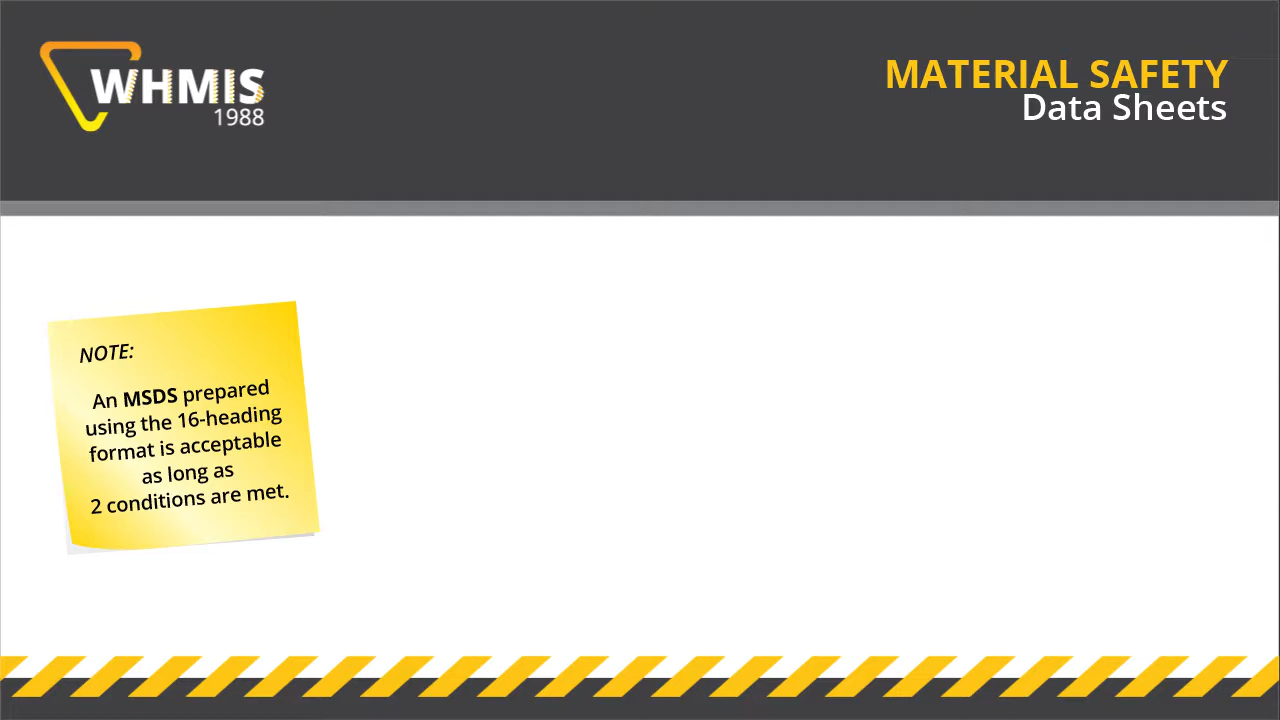 WHMIS
1988
MATERIAL SAFETY
Data Sheets
NOTE:
An MSDS prepared
using the 16-heading
format is acceptable
as long as
2 conditions are met.